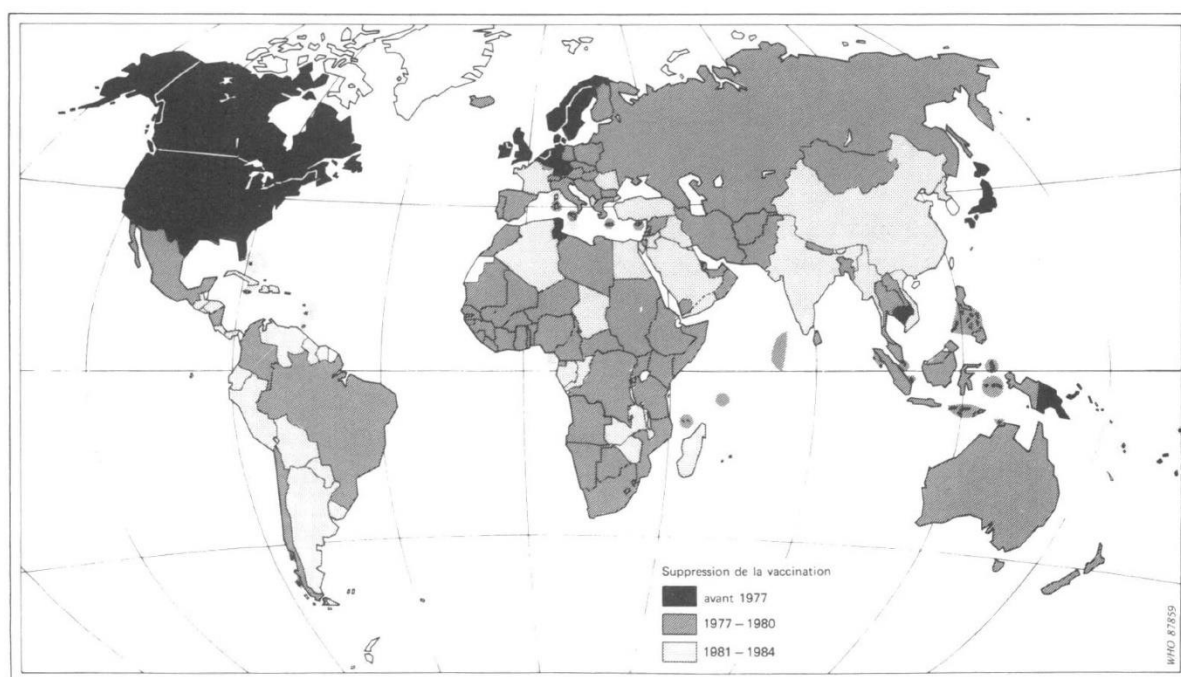 Suppression de la vaccination
avant 1977
1977 – 1980
1981 – 1984
WHO 87859